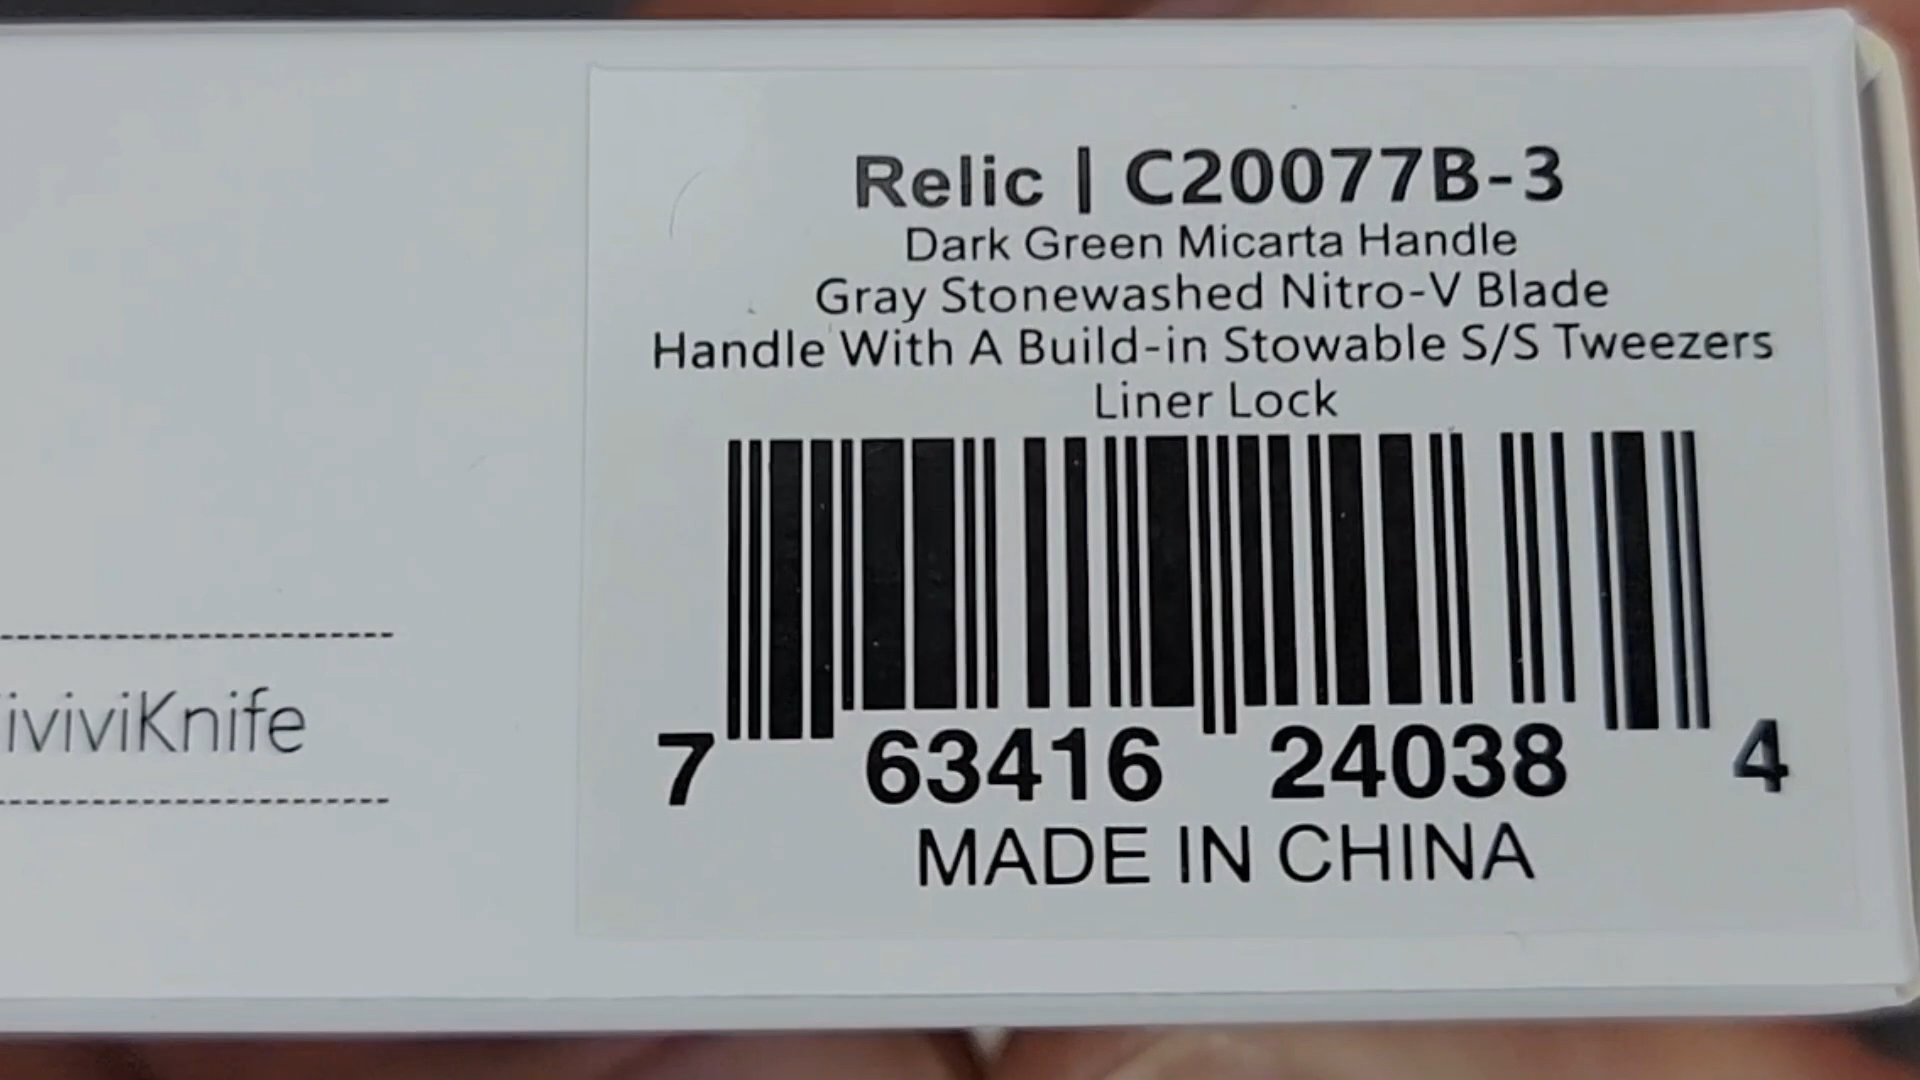 Relic | C20077B-3
Dark Green Micarta Handle
Gray Stonewashed Nitro-V Blade
Handle With A Build-in Stowable S/S Tweezers
Liner Lock
7 63416 24038 4
MADE IN CHINA
iviviKnife